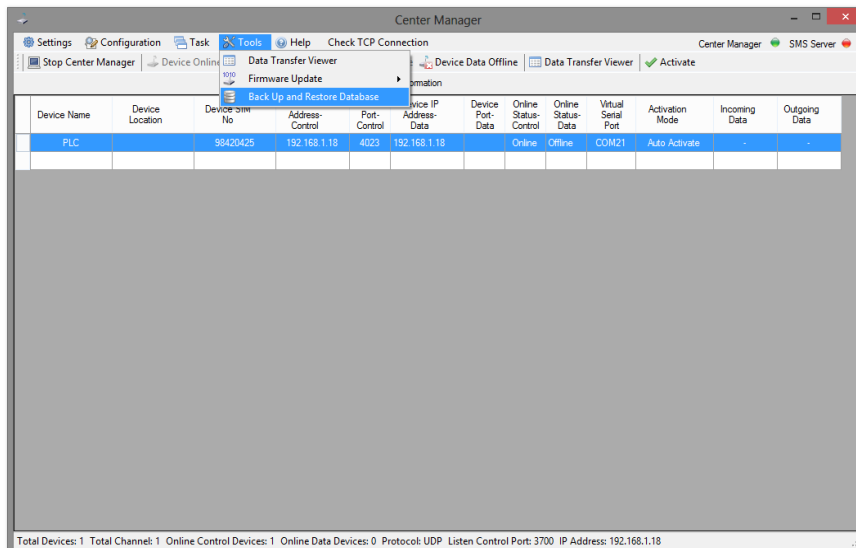 Center Manager
Settings Configuration Task Tools Help Check TCP Connection Center Manager SMS Server
Stop Center Manager Device Online Device Data Offline Data Transfer Viewer Activate
Data Transfer Viewer
1010 Firmware Update
Back Up and Restore Database
Device Name Device Location No Address-Control Port-Control Address-Data Device Port-Data Online Status-Control Online Status-Data Virtual Serial Port Activation Mode Incoming Data Outgoing Data
PLC 98420425 192.168.1.18 4023 192.168.1.18 Online Offline COM21 Auto Activate - -
Total Devices: 1 Total Channel: 1 Online Control Devices: 1 Online Data Devices: 0 Protocol: UDP Listen Control Port: 3700 IP Address: 192.168.1.18